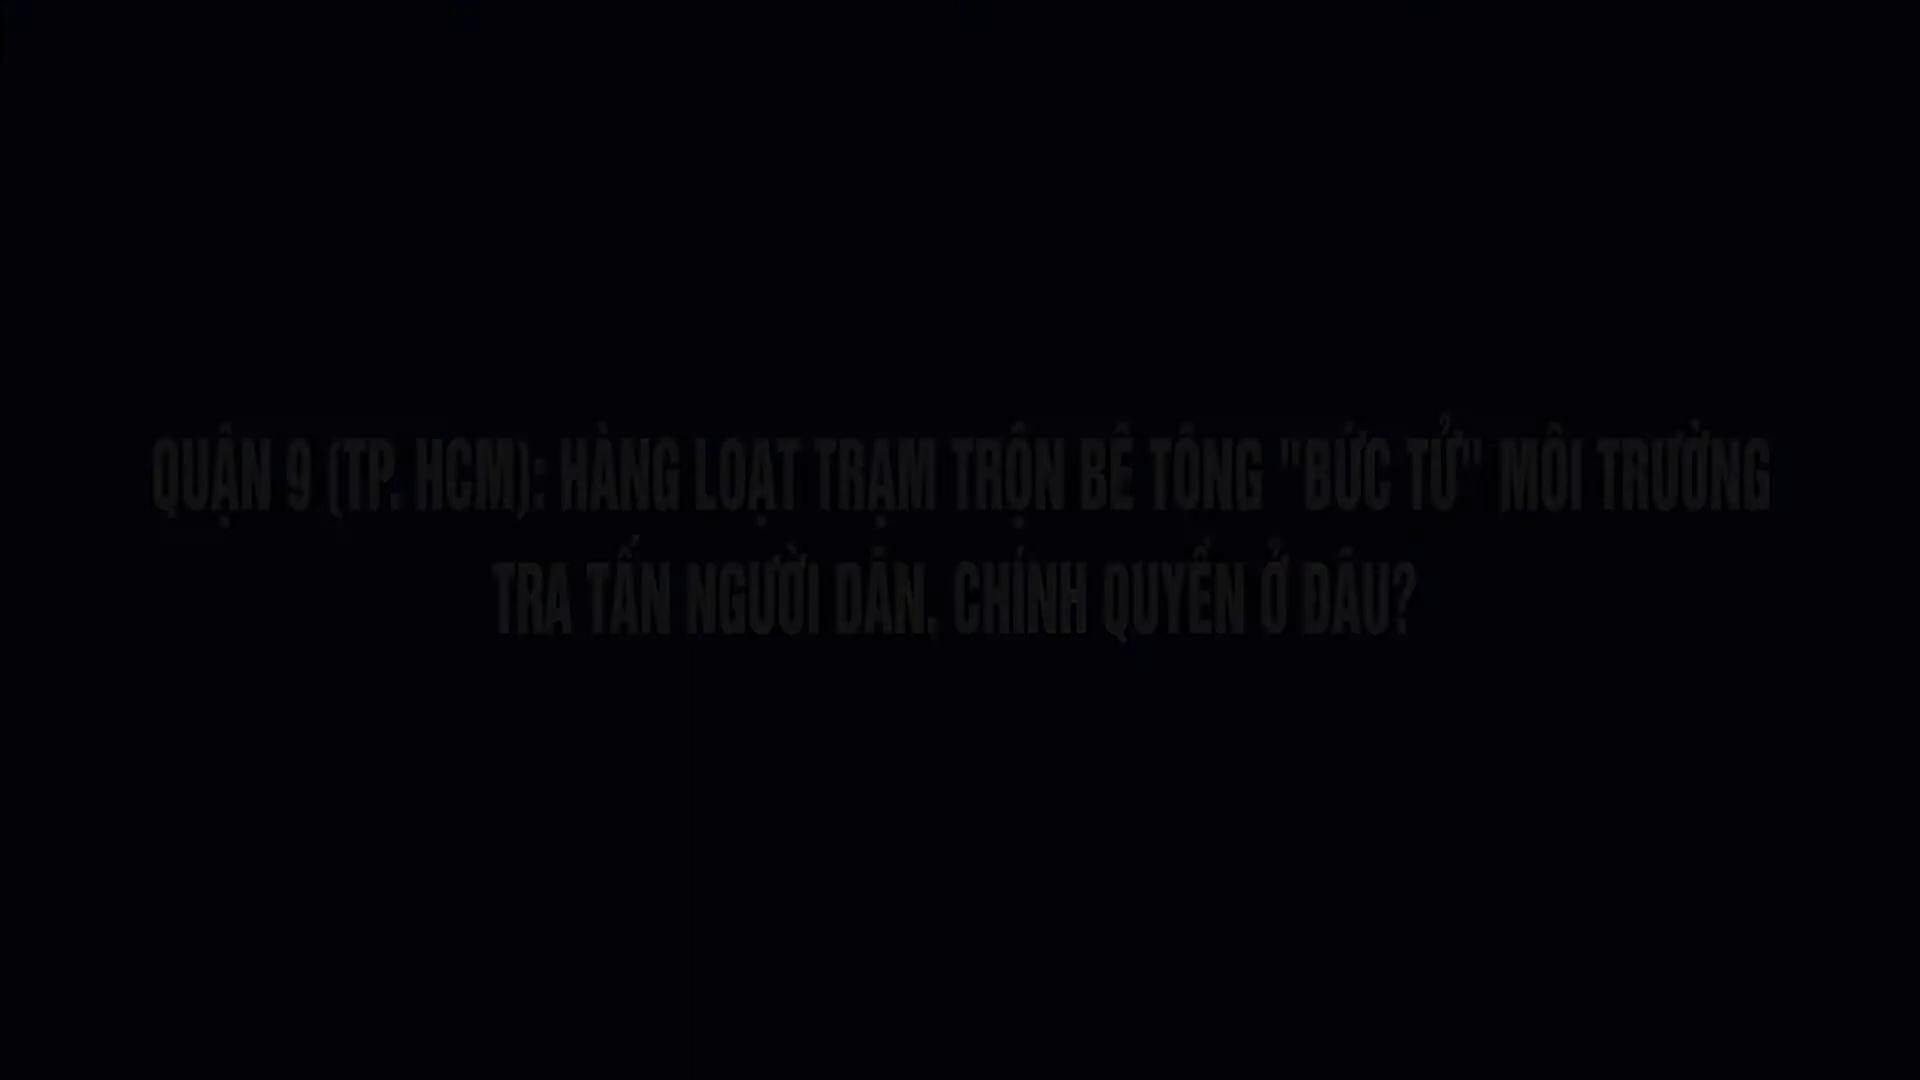 QUẬN 9 (TP. HCM): HÀNG LOẠT TRẠM TRỘN BÊ TÔNG "BỨC TỬ" MÔI TRƯỜNG
TRA TẤN NGƯỜI DÂN, CHÍNH QUYỀN Ở ĐÂU?